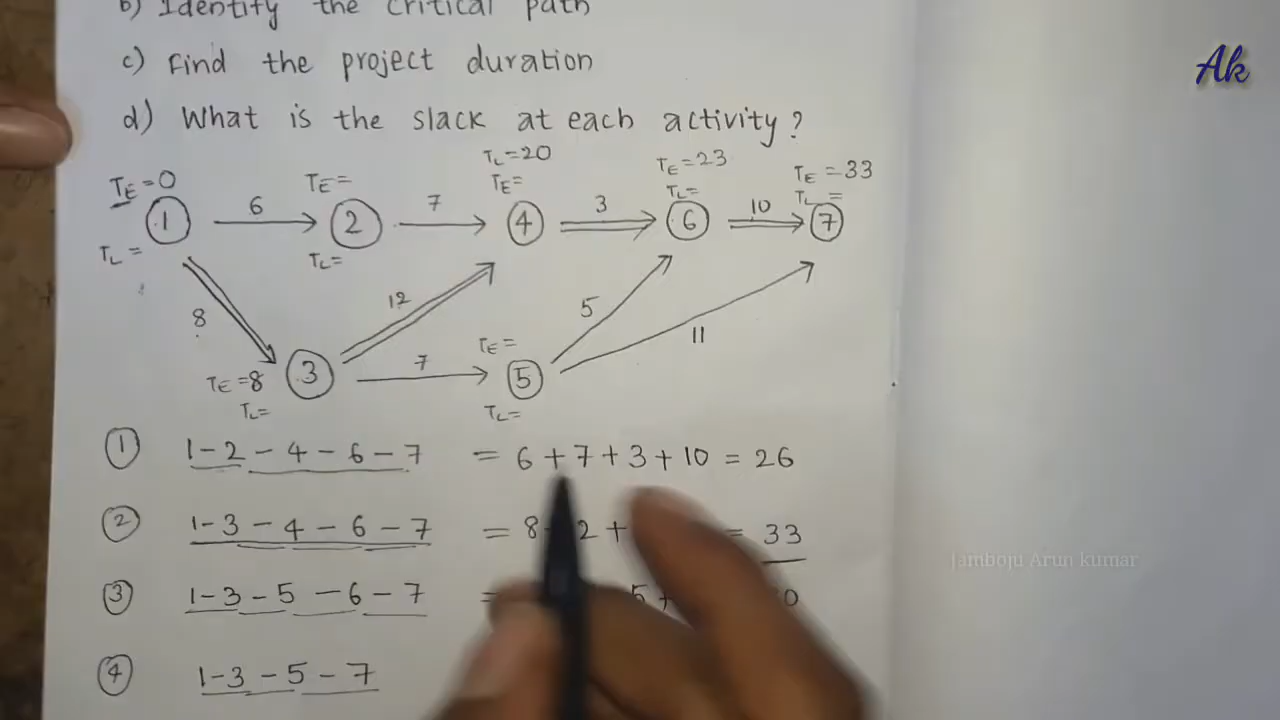 b) Identify the critical path
c) Find the project duration
Ak
d) What is the slack at each activity?
TL=20
TE=23
TE=0 TE= TE= TL= TE=33
TL=
1 6 2 7 4 3 6 10 7
TL= TL=
8 12 5 11
TE=8 3 7 TE= 5
TL= TL=
1 1-2-4-6-7 = 6+7+3+10 = 26
2 1-3-4-6-7 = 8 2+ = 33
Jamboju Arun kumar
3 1-3-5-6-7 = 5+ 0
4 1-3-5-7